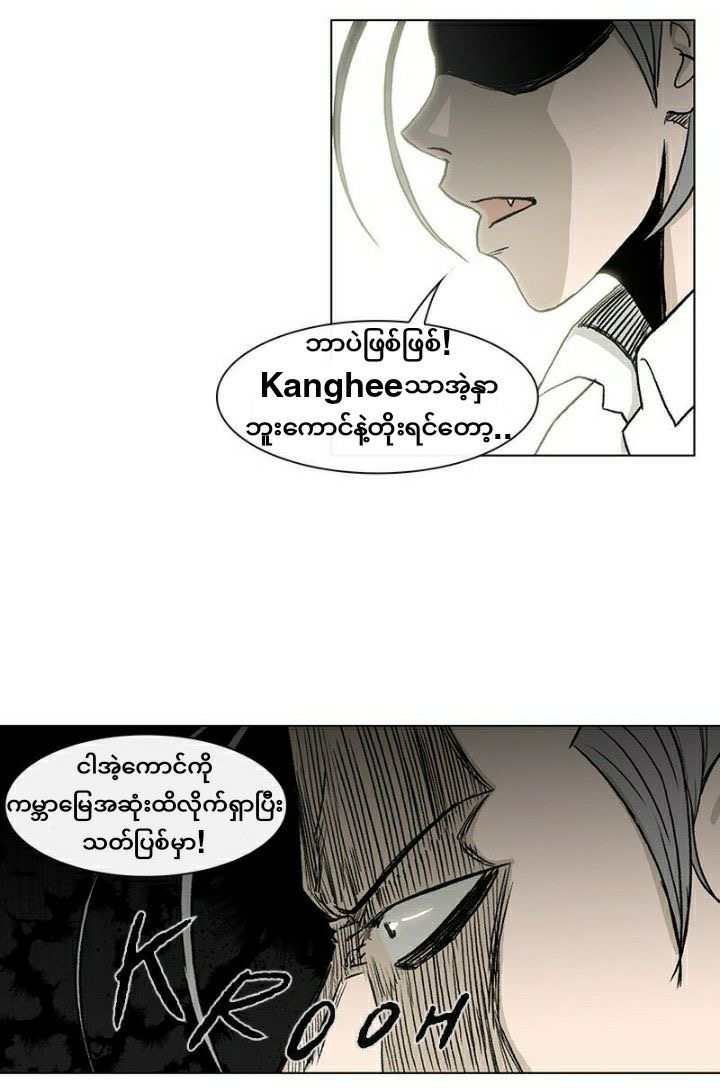 ဘာပဲဖြစ်ဖြစ်!
Kangheeသာအဲ့နှာ
ဘူးကောင်နဲ့တိုးရင်တော့..
ငါအဲ့ကောင်ကို
ကမ္ဘာမြေအဆုံးထိလိုက်ရှာပြီး
သတ်ပြစ်မှာ!
KROOH